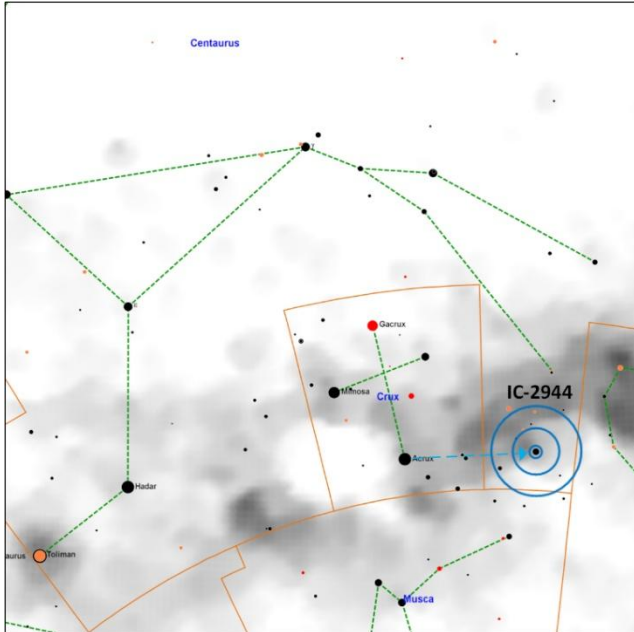 Centaurus
γ
Gacrux
IC-2944
Mimosa
Crux
Acrux
Hadar
aurus
Toliman
Musca